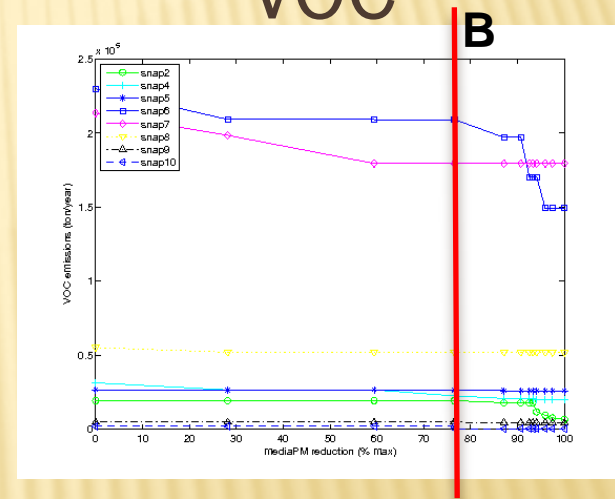 VOC
B
x 10^5
2.5
2
1.5
1
0.5
0
snap2
snap4
snap5
snap6
snap7
snap8
snap9
snap10
VOC emissions (ton/year)
0 10 20 30 40 50 60 70 80 90 100
mediaPM reduction (% max)